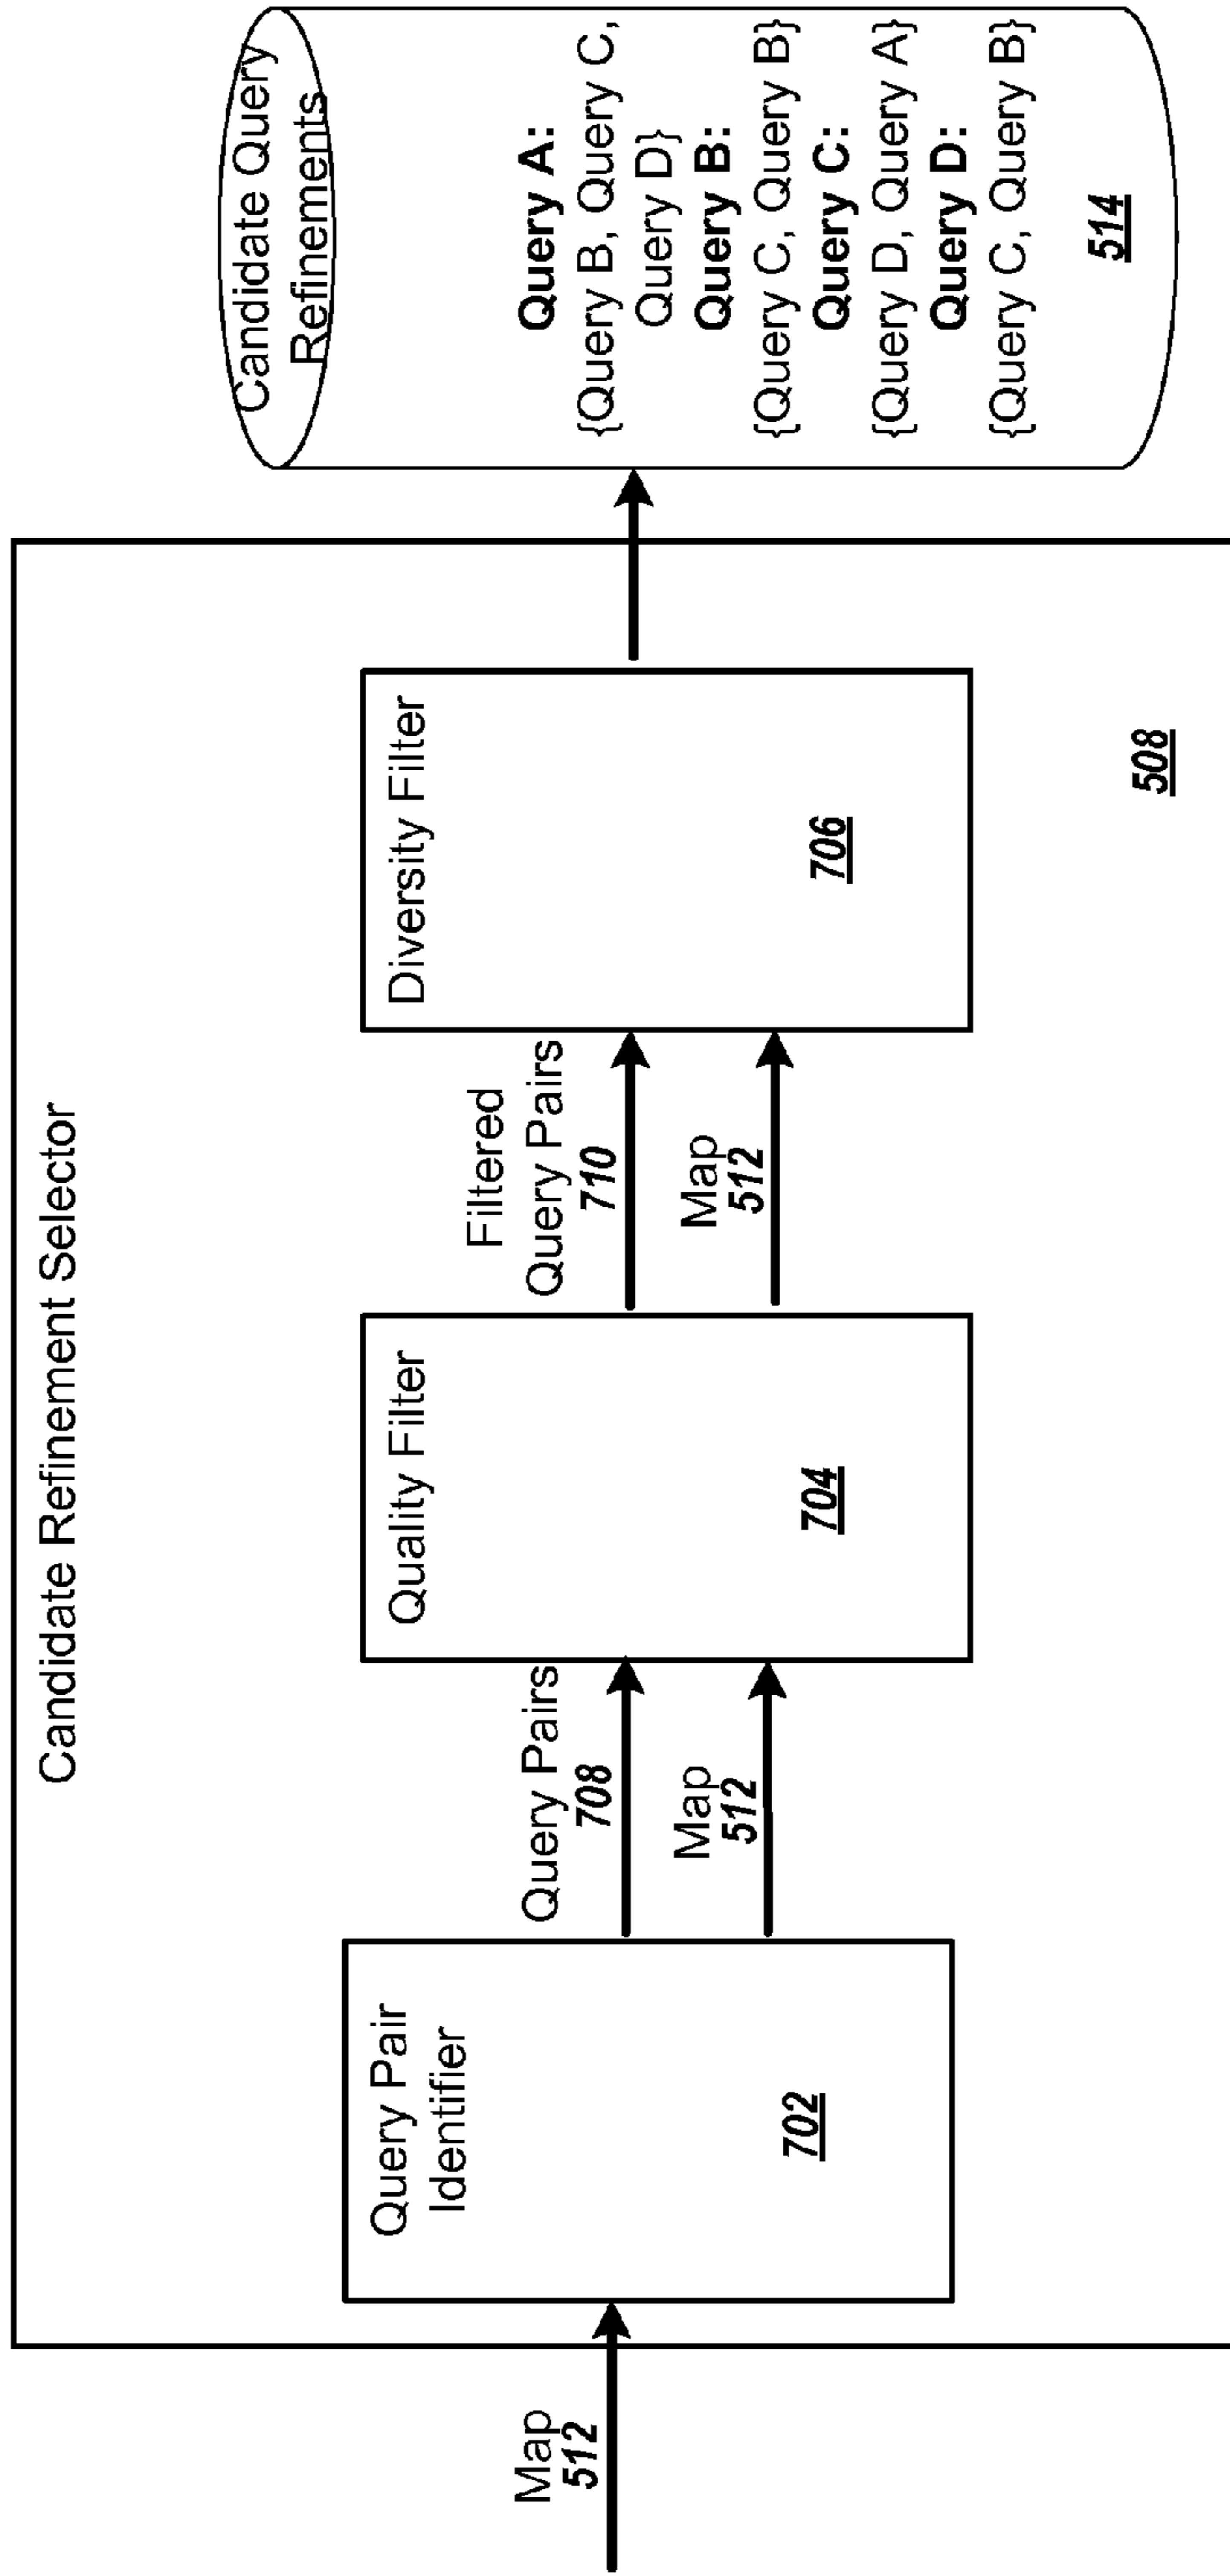 Candidate Refinement Selector
Map
512
Query Pair
Identifier
702
Query Pairs
708
Map
512
Quality Filter
704
Filtered
Query Pairs
710
Map
512
Diversity Filter
706
508
Candidate Query
Refinements
Query A:
{Query B, Query C,
Query D}
Query B:
{Query C, Query B}
Query C:
{Query D, Query A}
Query D:
{Query C, Query B}
514